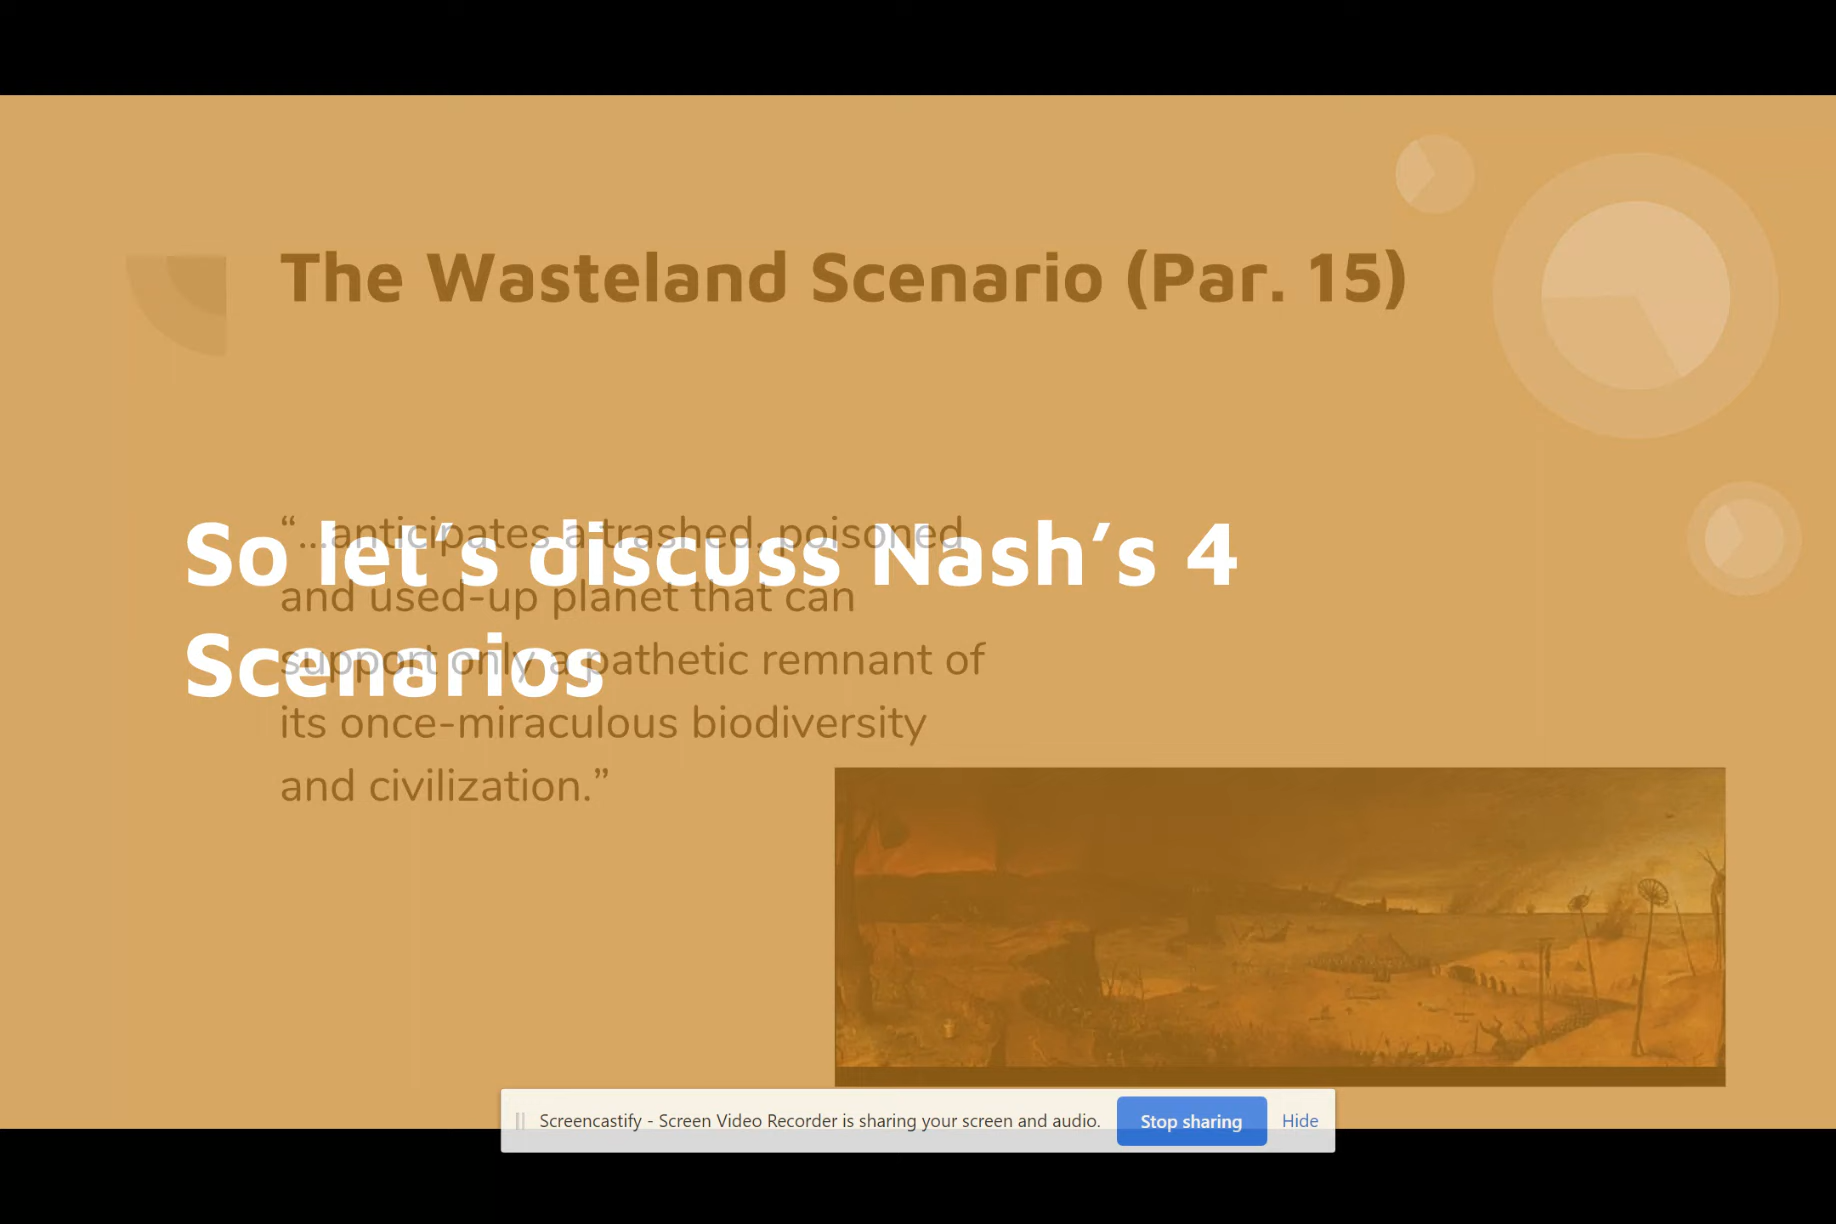 The Wasteland Scenario (Par. 15)
So let’s discuss Nash’s 4
Scenarios
“...anticipates a trashed, poisoned
and used-up planet that can
support only a pathetic remnant of
its once-miraculous biodiversity
and civilization.”
Screencastify - Screen Video Recorder is sharing your screen and audio. Stop sharing Hide